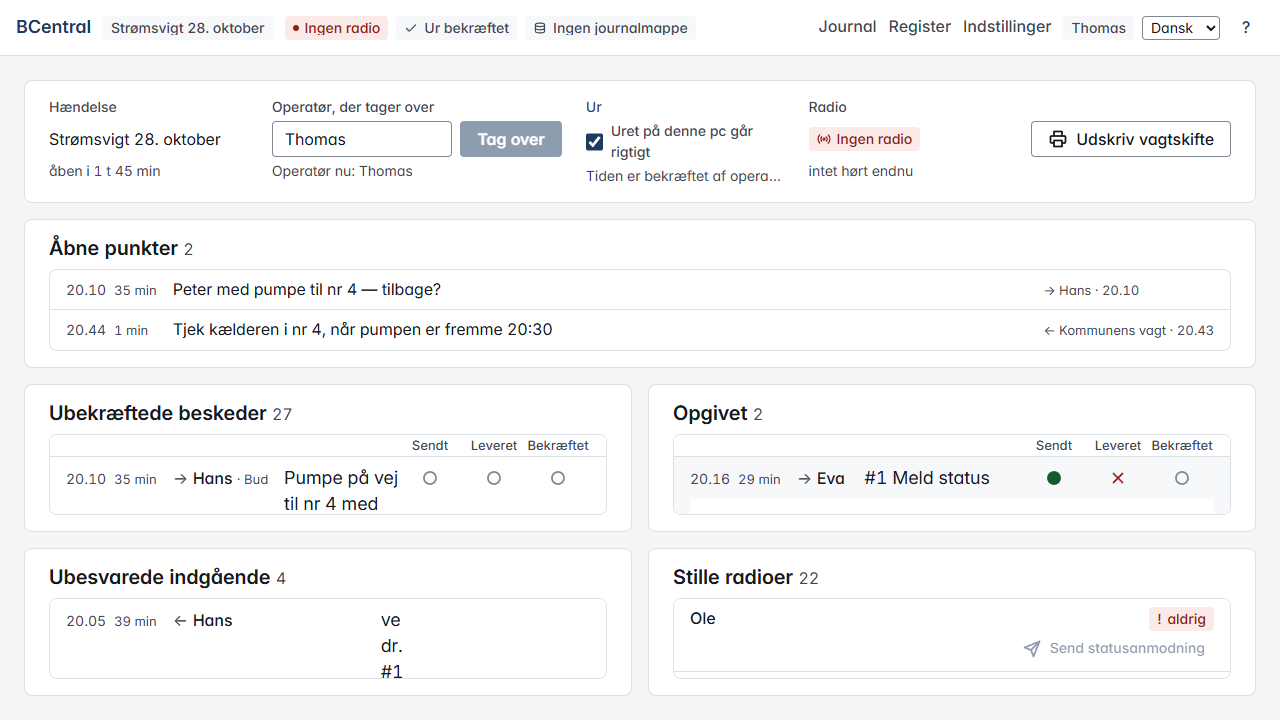 BCentral Strømsvigt 28. oktober Ingen radio Ur bekræftet Ingen journalmappe Journal Register Indstillinger Thomas Dansk ?
Hændelse Operatør, der tager over Ur Radio
Strømsvigt 28. oktober Thomas Tag over Uret på denne pc går rigtigt Ingen radio Udskriv vagtskifte
åben i 1 t 45 min Operatør nu: Thomas Tiden er bekræftet af opera... intet hørt endnu
Åbne punkter 2
20.10 35 min Peter med pumpe til nr 4 — tilbage? → Hans · 20.10
20.44 1 min Tjek kælderen i nr 4, når pumpen er fremme 20:30 ← Kommunens vagt · 20.43
Ubekræftede beskeder 27
Sendt Leveret Bekræftet
20.10 35 min → Hans · Bud Pumpe på vej
til nr 4 med
Opgivet 2
Sendt Leveret Bekræftet
20.16 29 min → Eva #1 Meld status
Ubesvarede indgående 4
20.05 39 min ← Hans ve
dr.
#1
Stille radioer 22
Ole ! aldrig
Send statusanmodning